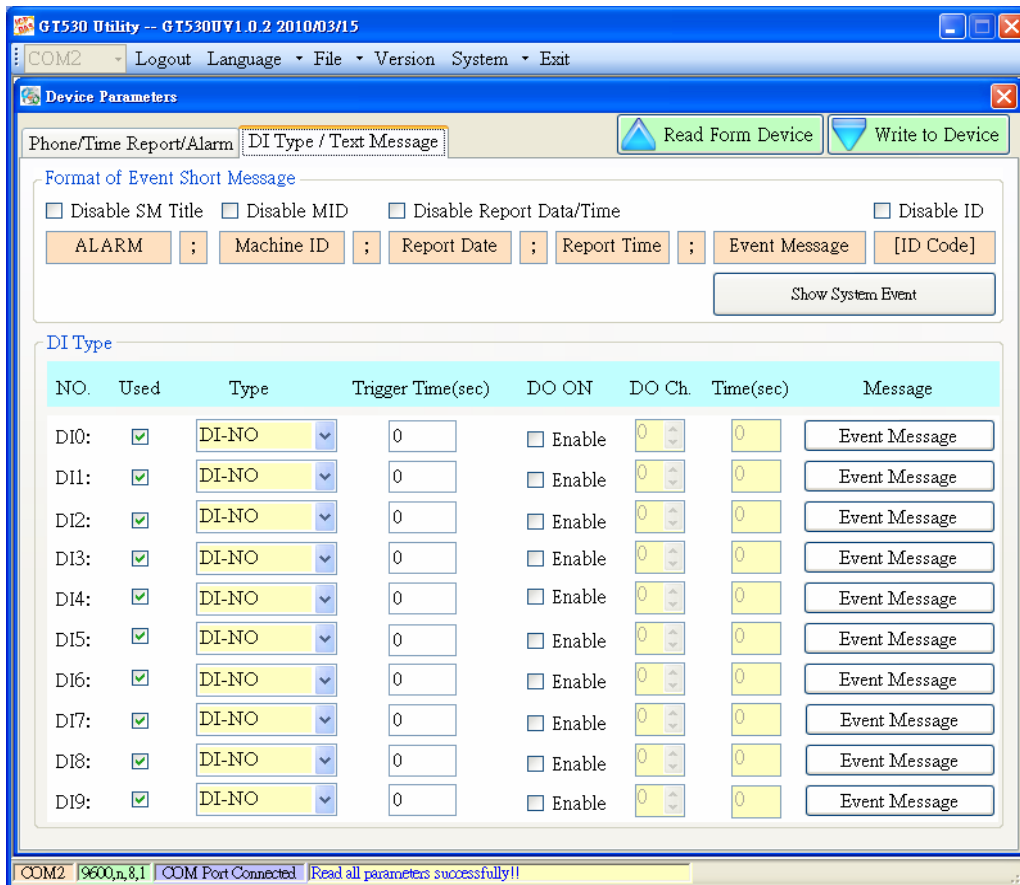 GT530 Utility -- GT530UV1.0.2 2010/03/15
COM2 Logout Language File Version System Exit
Device Parameters
Phone/Time Report/Alarm DI Type / Text Message Read Form Device Write to Device
Format of Event Short Message
Disable SM Title Disable MID Disable Report Data/Time Disable ID
ALARM ; Machine ID ; Report Date ; Report Time ; Event Message [ID Code]
Show System Event
DI Type
NO. Used Type Trigger Time(sec) DO ON DO Ch. Time(sec) Message
DI0: DI-NO 0 Enable 0 0 Event Message
DI1: DI-NO 0 Enable 0 0 Event Message
DI2: DI-NO 0 Enable 0 0 Event Message
DI3: DI-NO 0 Enable 0 0 Event Message
DI4: DI-NO 0 Enable 0 0 Event Message
DI5: DI-NO 0 Enable 0 0 Event Message
DI6: DI-NO 0 Enable 0 0 Event Message
DI7: DI-NO 0 Enable 0 0 Event Message
DI8: DI-NO 0 Enable 0 0 Event Message
DI9: DI-NO 0 Enable 0 0 Event Message
COM2 9600,n,8,1 COM Port Connected Read all parameters successfully!!